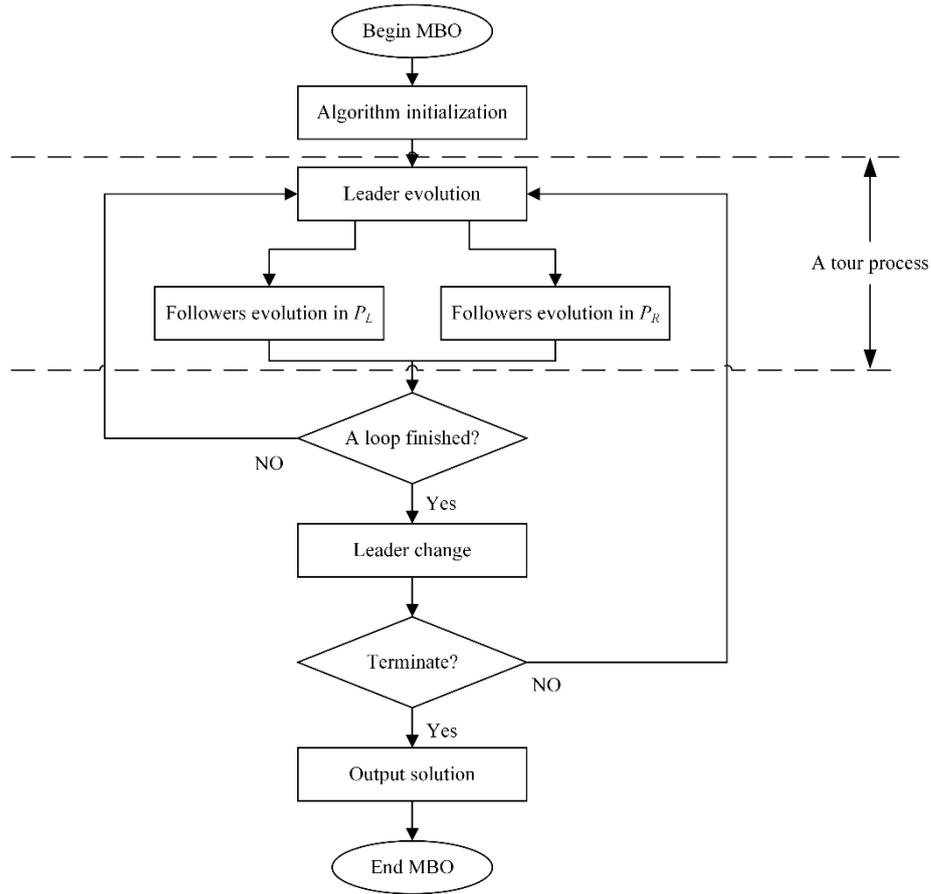 Begin MBO
Algorithm initialization
Leader evolution
A tour process
Followers evolution in P_L
Followers evolution in P_R
A loop finished?
NO
Yes
Leader change
Terminate?
NO
Yes
Output solution
End MBO